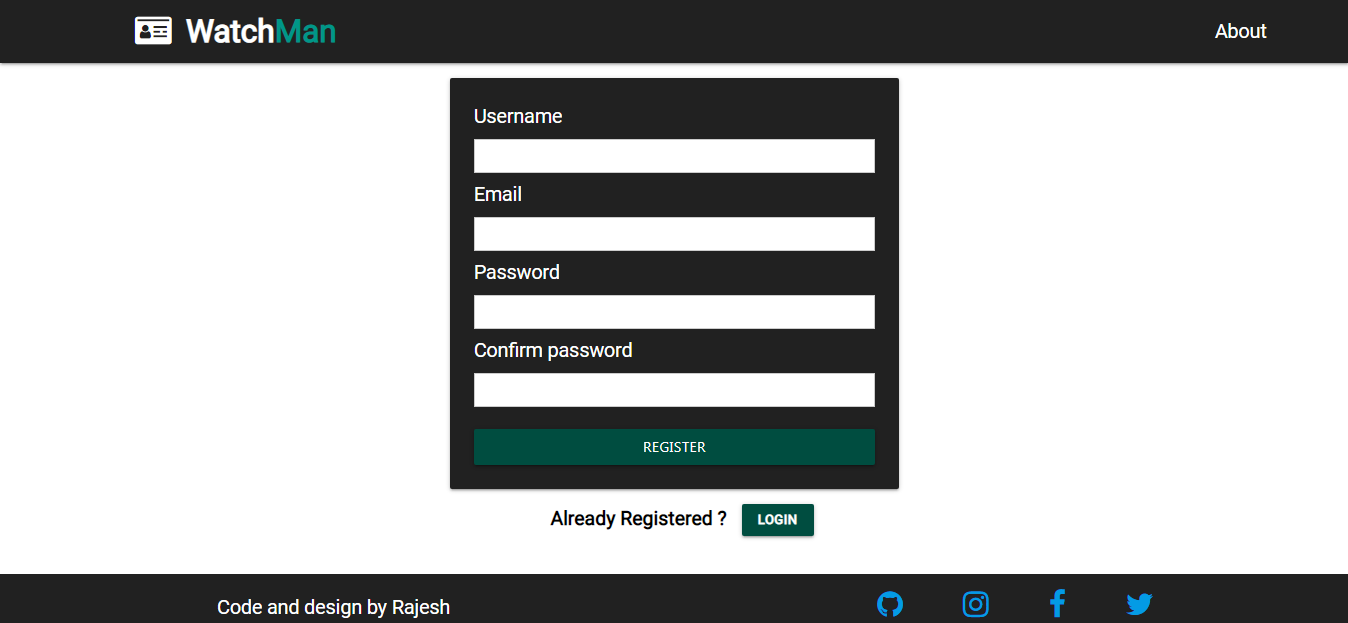 WatchMan
About
Username
Email
Password
Confirm password
REGISTER
Already Registered ? LOGIN
Code and design by Rajesh